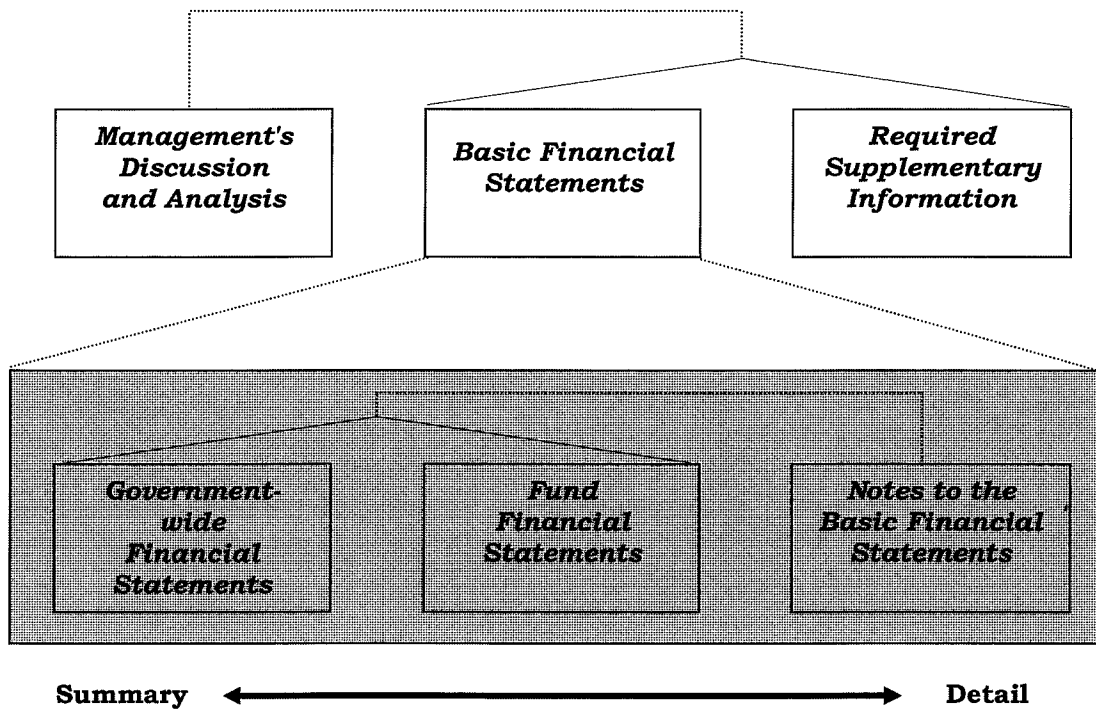 Management's
Discussion
and Analysis
Basic Financial
Statements
Required
Supplementary
Information
Government-
wide
Financial
Statements
Fund
Financial
Statements
Notes to the
Basic Financial
Statements
Summary
Detail